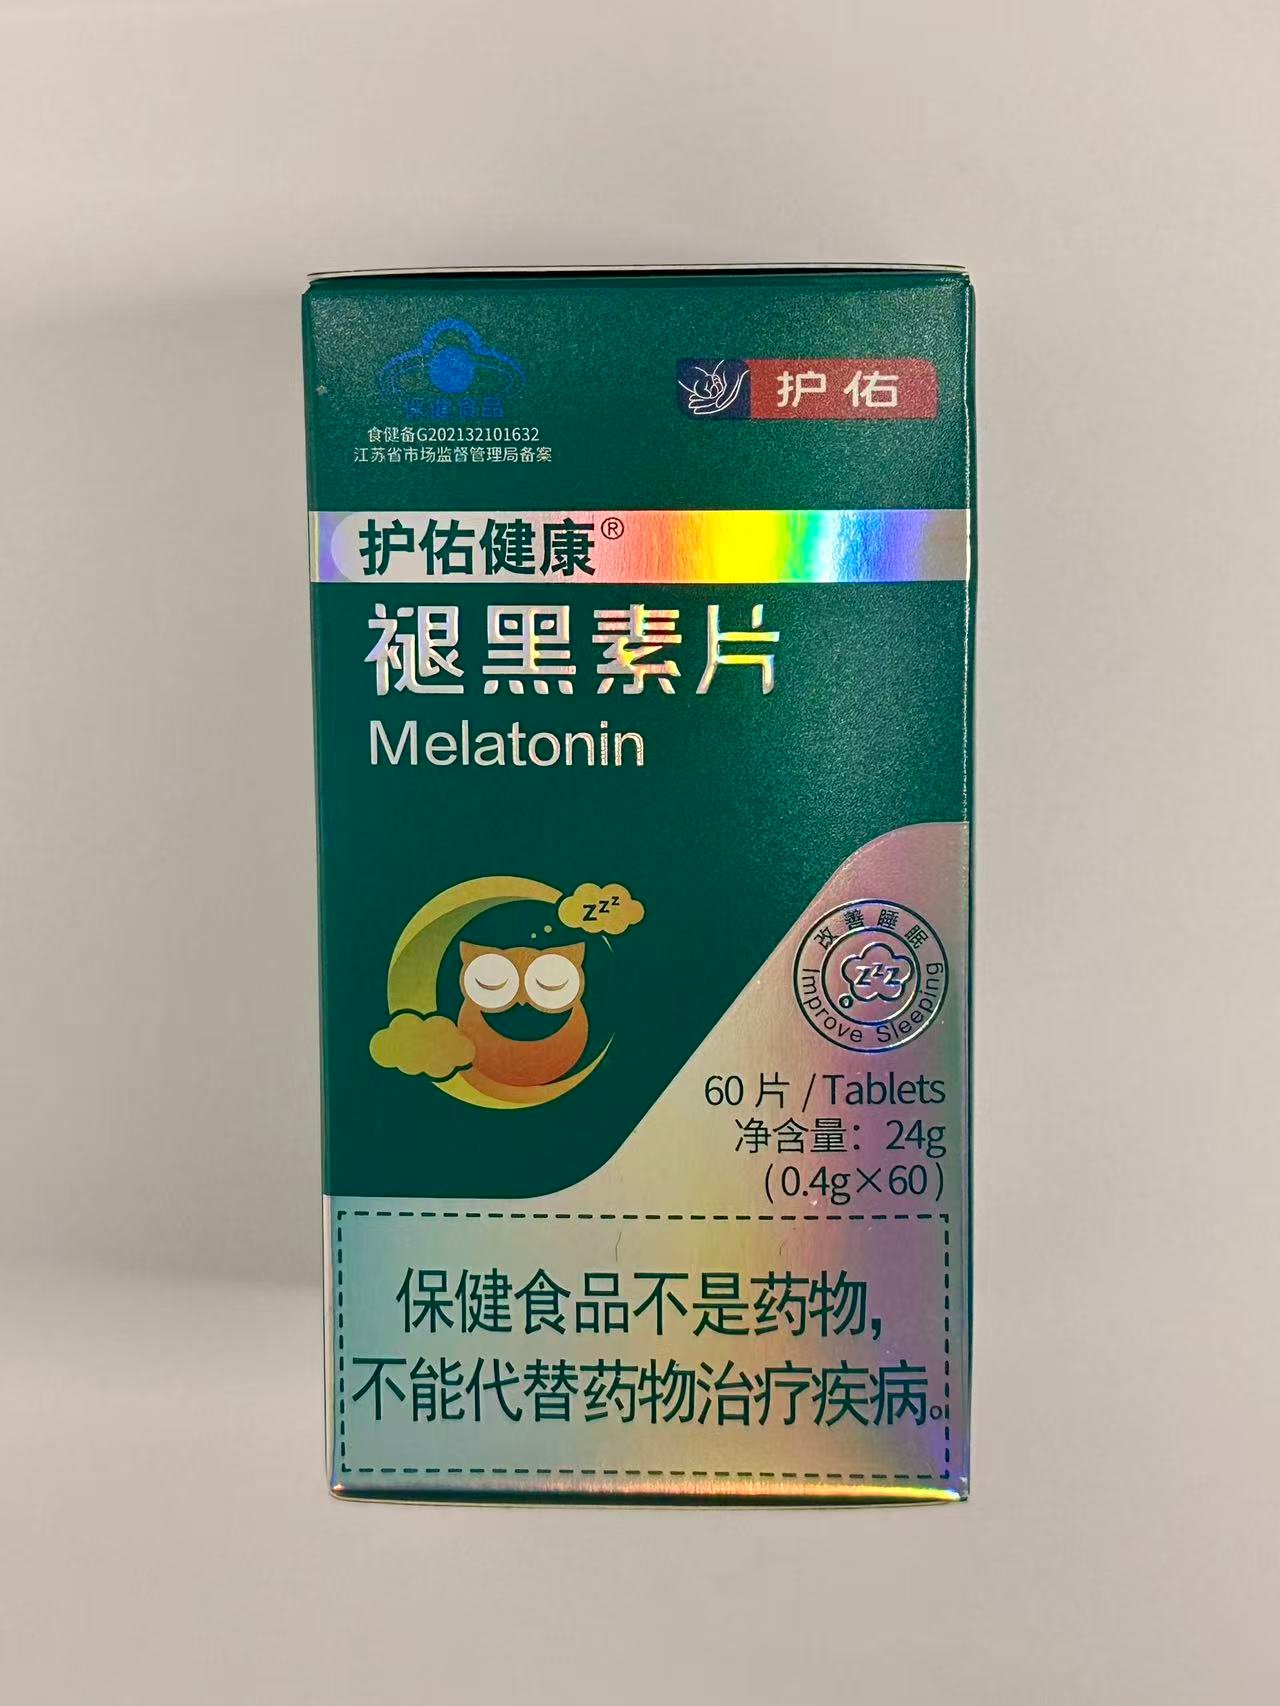 保健食品
食健备G202132101632
江苏省市场监督管理局备案
护佑
护佑健康®
褪黑素片
Melatonin
zzz
改善睡眠
zzz
Improve Sleeping
60片/Tablets
净含量：24g
(0.4g×60)
保健食品不是药物，
不能代替药物治疗疾病。